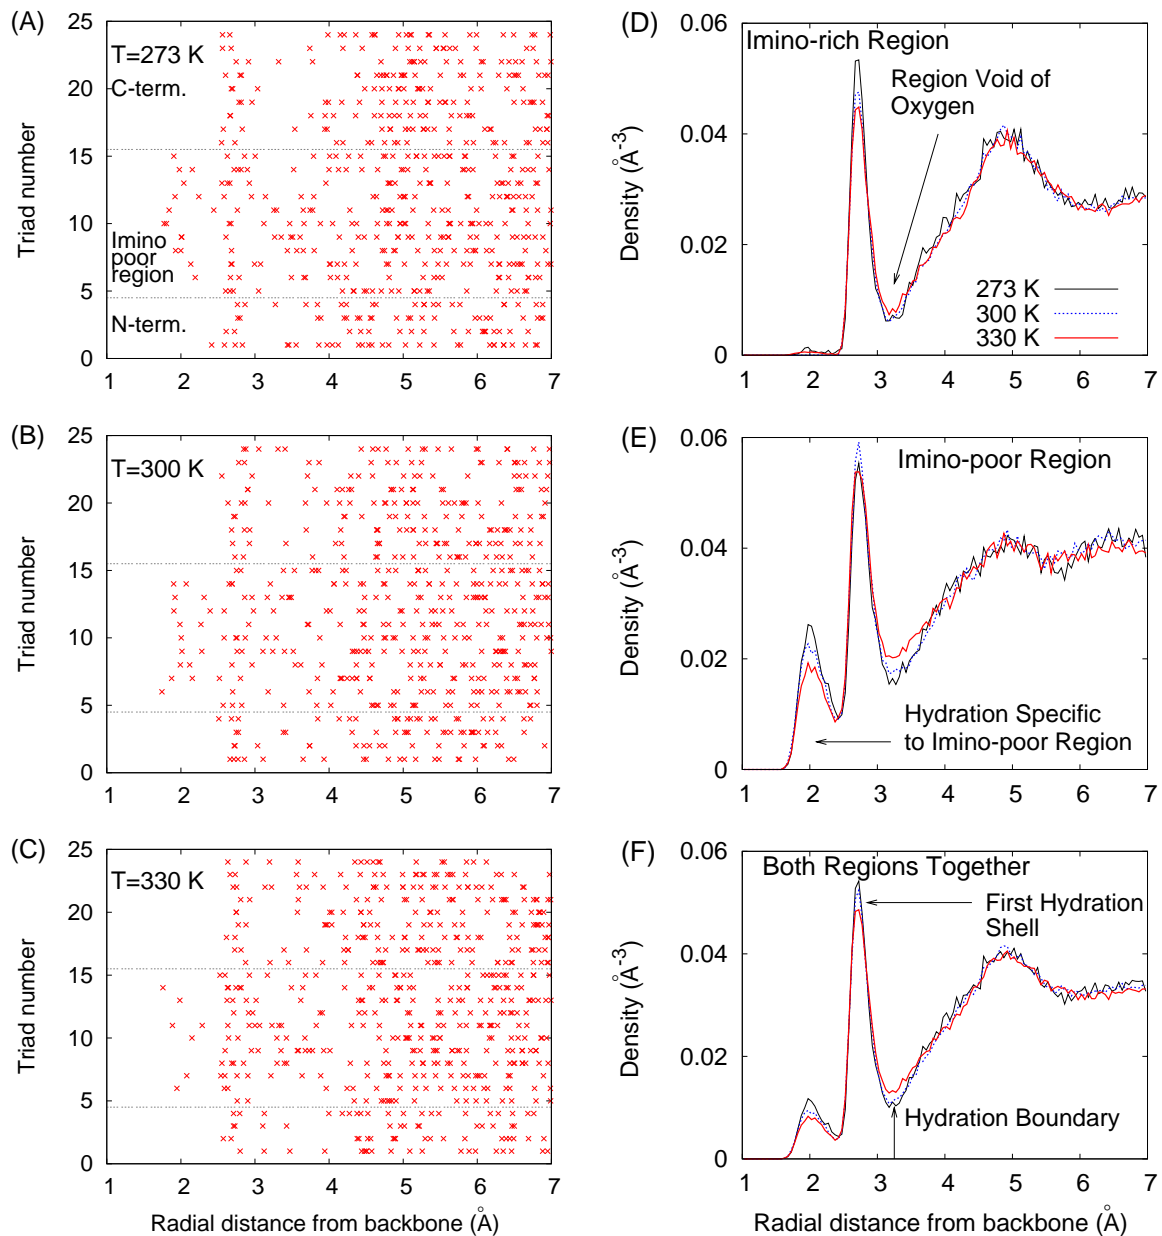 (A)
25
20
15
10
5
0
T=273 K
C-term.
Imino
poor
region
N-term.
Triad number
1 2 3 4 5 6 7
(B)
25
20
15
10
5
0
T=300 K
Triad number
1 2 3 4 5 6 7
(C)
25
20
15
10
5
0
T=330 K
Triad number
1 2 3 4 5 6 7
Radial distance from backbone (Å)
(D)
0.06
0.04
0.02
0
Imino-rich Region
Region Void of
Oxygen
273 K
300 K
330 K
Density (Å-3)
1 2 3 4 5 6 7
(E)
0.06
0.04
0.02
0
Imino-poor Region
Hydration Specific
to Imino-poor Region
Density (Å-3)
1 2 3 4 5 6 7
(F)
0.06
0.04
0.02
0
Both Regions Together
First Hydration
Shell
Hydration Boundary
Density (Å-3)
1 2 3 4 5 6 7
Radial distance from backbone (Å)